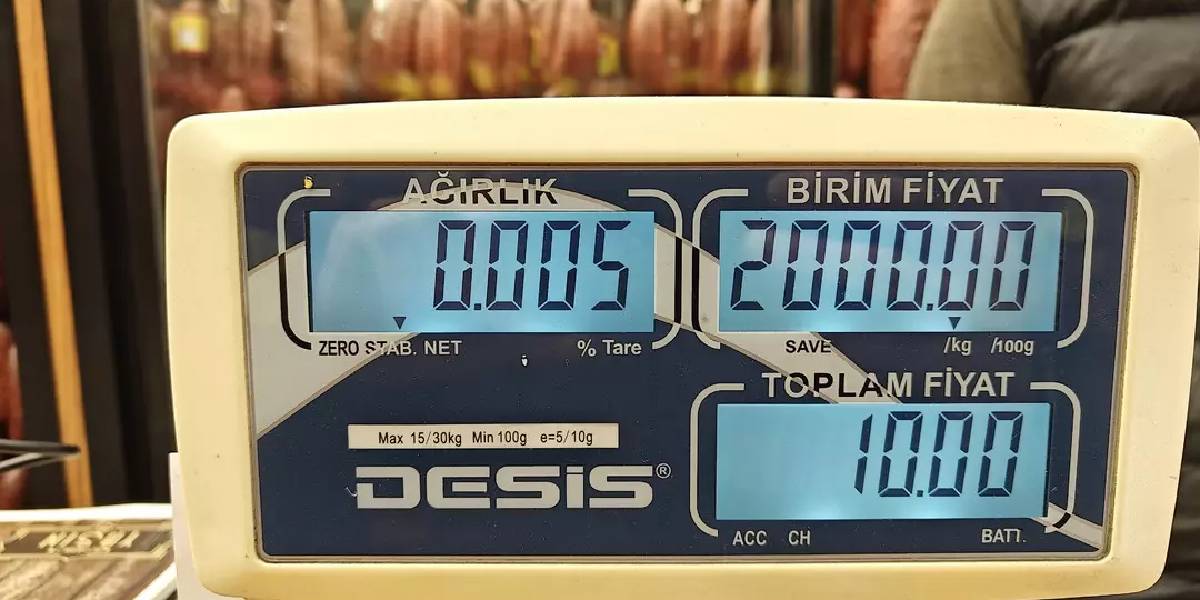 AĞIRLIK
0.005
ZERO STAB. NET % Tare
BİRİM FİYAT
2000.00
SAVE /kg /100g
Max 15/30kg Min 100g e=5/10g
DESİS®
TOPLAM FİYAT
10.00
ACC CH BATT.